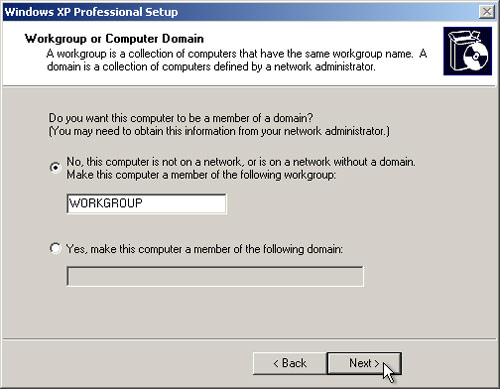 Windows XP Professional Setup
Workgroup or Computer Domain
A workgroup is a collection of computers that have the same workgroup name. A
domain is a collection of computers defined by a network administrator.
Do you want this computer to be a member of a domain?
(You may need to obtain this information from your network administrator.)
No, this computer is not on a network, or is on a network without a domain.
Make this computer a member of the following workgroup:
WORKGROUP
Yes, make this computer a member of the following domain:
< Back
Next >